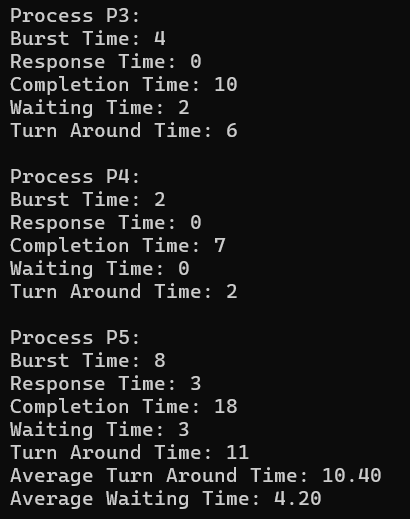 Process P3:
Burst Time: 4
Response Time: 0
Completion Time: 10
Waiting Time: 2
Turn Around Time: 6
Process P4:
Burst Time: 2
Response Time: 0
Completion Time: 7
Waiting Time: 0
Turn Around Time: 2
Process P5:
Burst Time: 8
Response Time: 3
Completion Time: 18
Waiting Time: 3
Turn Around Time: 11
Average Turn Around Time: 10.40
Average Waiting Time: 4.20